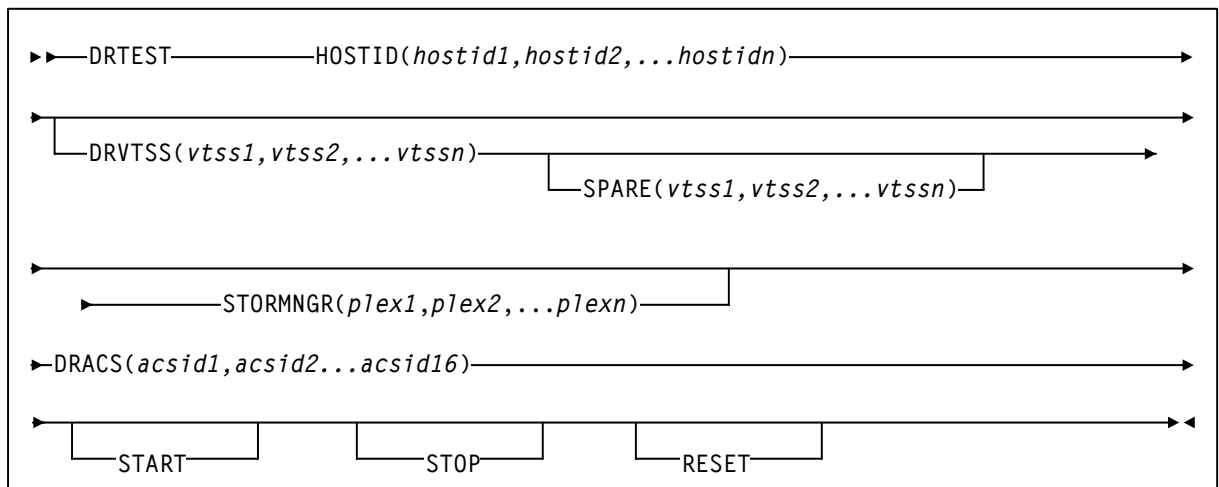 DRTEST HOSTID(hostid1,hostid2,...hostidn)
DRVTSS(vtss1,vtss2,...vtssn)
SPARE(vtss1,vtss2,...vtssn)
STORMNGR(plex1,plex2,...plexn)
DRACS(acsid1,acsid2...acsid16)
START STOP RESET